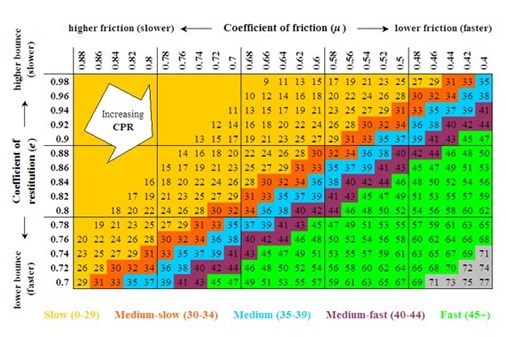 higher friction (slower) Coefficient of friction (μ) lower friction (faster)
0.88 0.86 0.84 0.82 0.8 0.78 0.76 0.74 0.72 0.7 0.68 0.66 0.64 0.62 0.6 0.58 0.56 0.54 0.52 0.5 0.48 0.46 0.44 0.42 0.4
higher bounce
(slower)
Coefficient of
restitution (e)
lower bounce
(faster)
Increasing
CPR
0.98 9 11 13 15 17 19 21 23 25 27 29 31 33 35
0.96 10 12 14 16 18 20 22 24 26 28 30 32 34 36 38
0.94 11 13 15 17 19 21 23 25 27 29 31 33 35 37 39 41
0.92 12 14 16 18 20 22 24 26 28 30 32 34 36 38 40 42 44
0.9 13 15 17 19 21 23 25 27 29 31 33 35 37 39 41 43 45 47
0.88 14 16 18 20 22 24 26 28 30 32 34 36 38 40 42 44 46 48 50
0.86 15 17 19 21 23 25 27 29 31 33 35 37 39 41 43 45 47 49 51 53
0.84 16 18 20 22 24 26 28 30 32 34 36 38 40 42 44 46 48 50 52 54 56
0.82 17 19 21 23 25 27 29 31 33 35 37 39 41 43 45 47 49 51 53 55 57 59
0.8 18 20 22 24 26 28 30 32 34 36 38 40 42 44 46 48 50 52 54 56 58 60 62
0.78 19 21 23 25 27 29 31 33 35 37 39 41 43 45 47 49 51 53 55 57 59 61 63 65
0.76 20 22 24 26 28 30 32 34 36 38 40 42 44 46 48 50 52 54 56 58 60 62 64 66 68
0.74 23 25 27 29 31 33 35 37 39 41 43 45 47 49 51 53 55 57 59 61 63 65 67 69 71
0.72 26 28 30 32 34 36 38 40 42 44 46 48 50 52 54 56 58 60 62 64 66 68 70 72 74
0.7 29 31 33 35 37 39 41 43 45 47 49 51 53 55 57 59 61 63 65 67 69 71 73 75 77
Slow (0-29) Medium-slow (30-34) Medium (35-39) Medium-fast (40-44) Fast (45+)